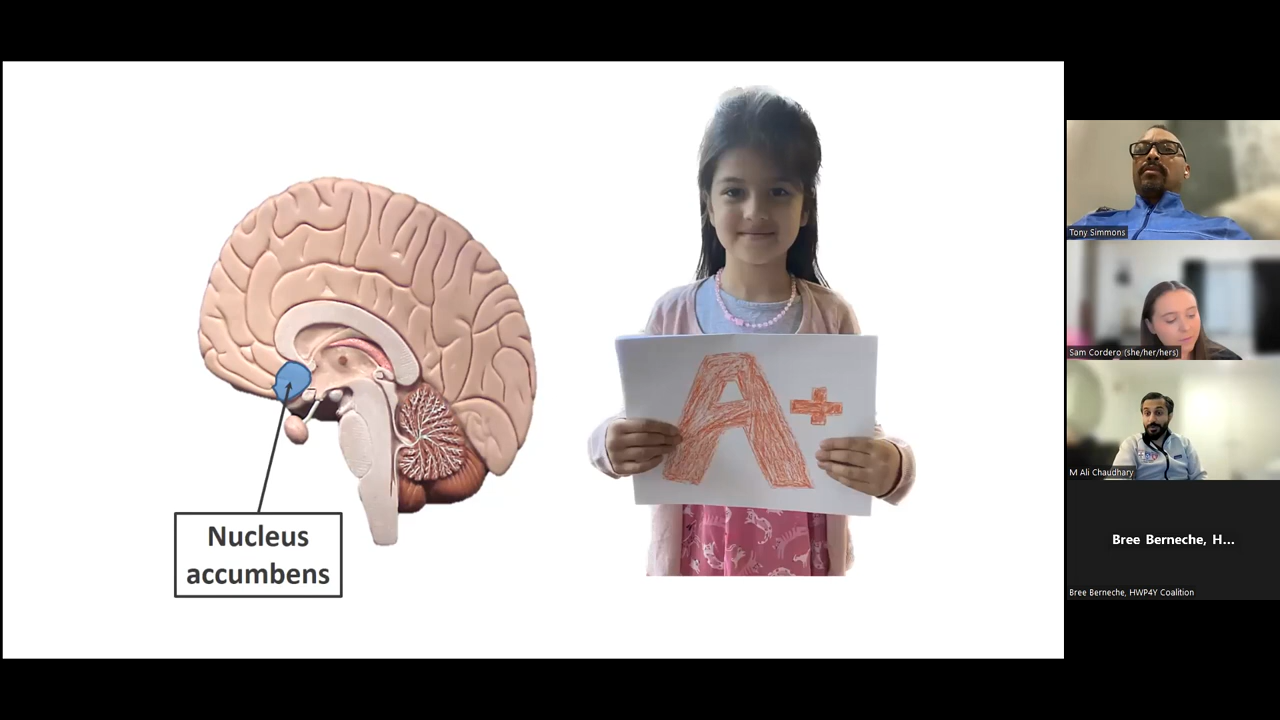 Nucleus
accumbens
A+
Tony Simmons
Sam Cordero (she/her/hers)
M Ali Chaudhary
Bree Berneche, H...
Bree Berneche, HWP4Y Coalition